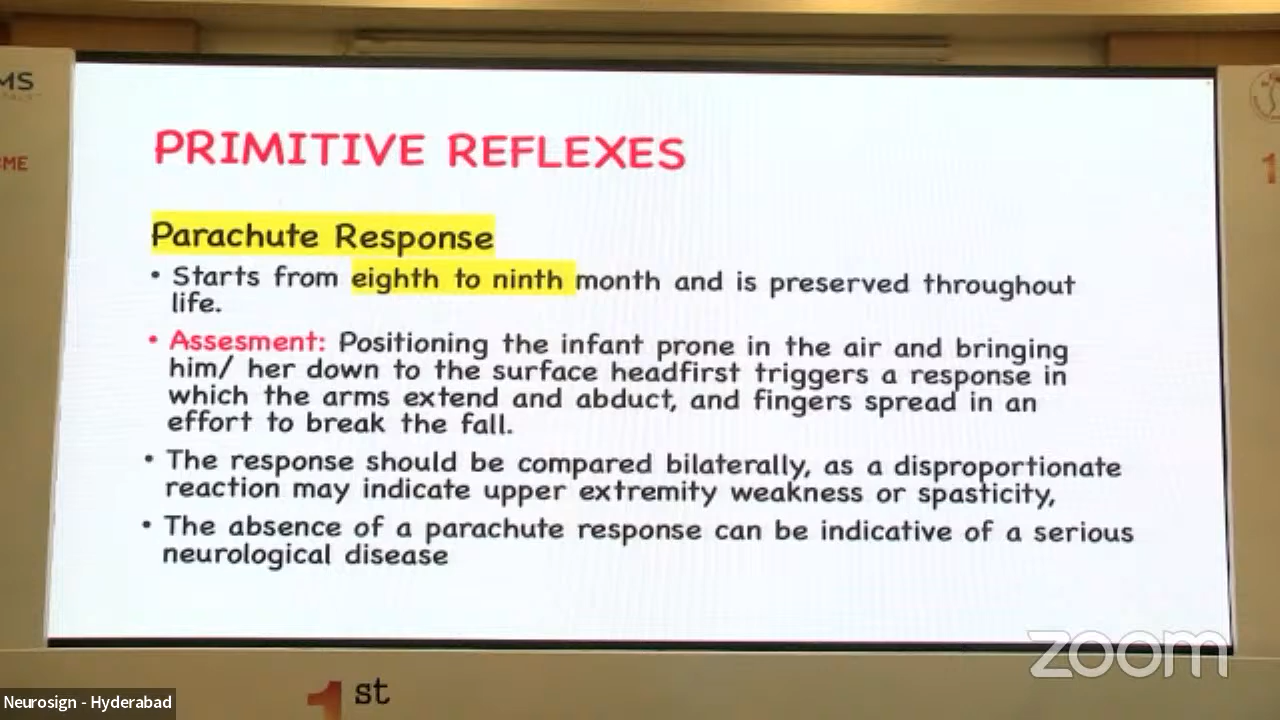 MS
CME
PRIMITIVE REFLEXES
Parachute Response
• Starts from eighth to ninth month and is preserved throughout
life.
• Assesment: Positioning the infant prone in the air and bringing
him/ her down to the surface headfirst triggers a response in
which the arms extend and abduct, and fingers spread in an
effort to break the fall.
• The response should be compared bilaterally, as a disproportionate
reaction may indicate upper extremity weakness or spasticity,
• The absence of a parachute response can be indicative of a serious
neurological disease
1
zoom
Neurosign - Hyderabad
1st